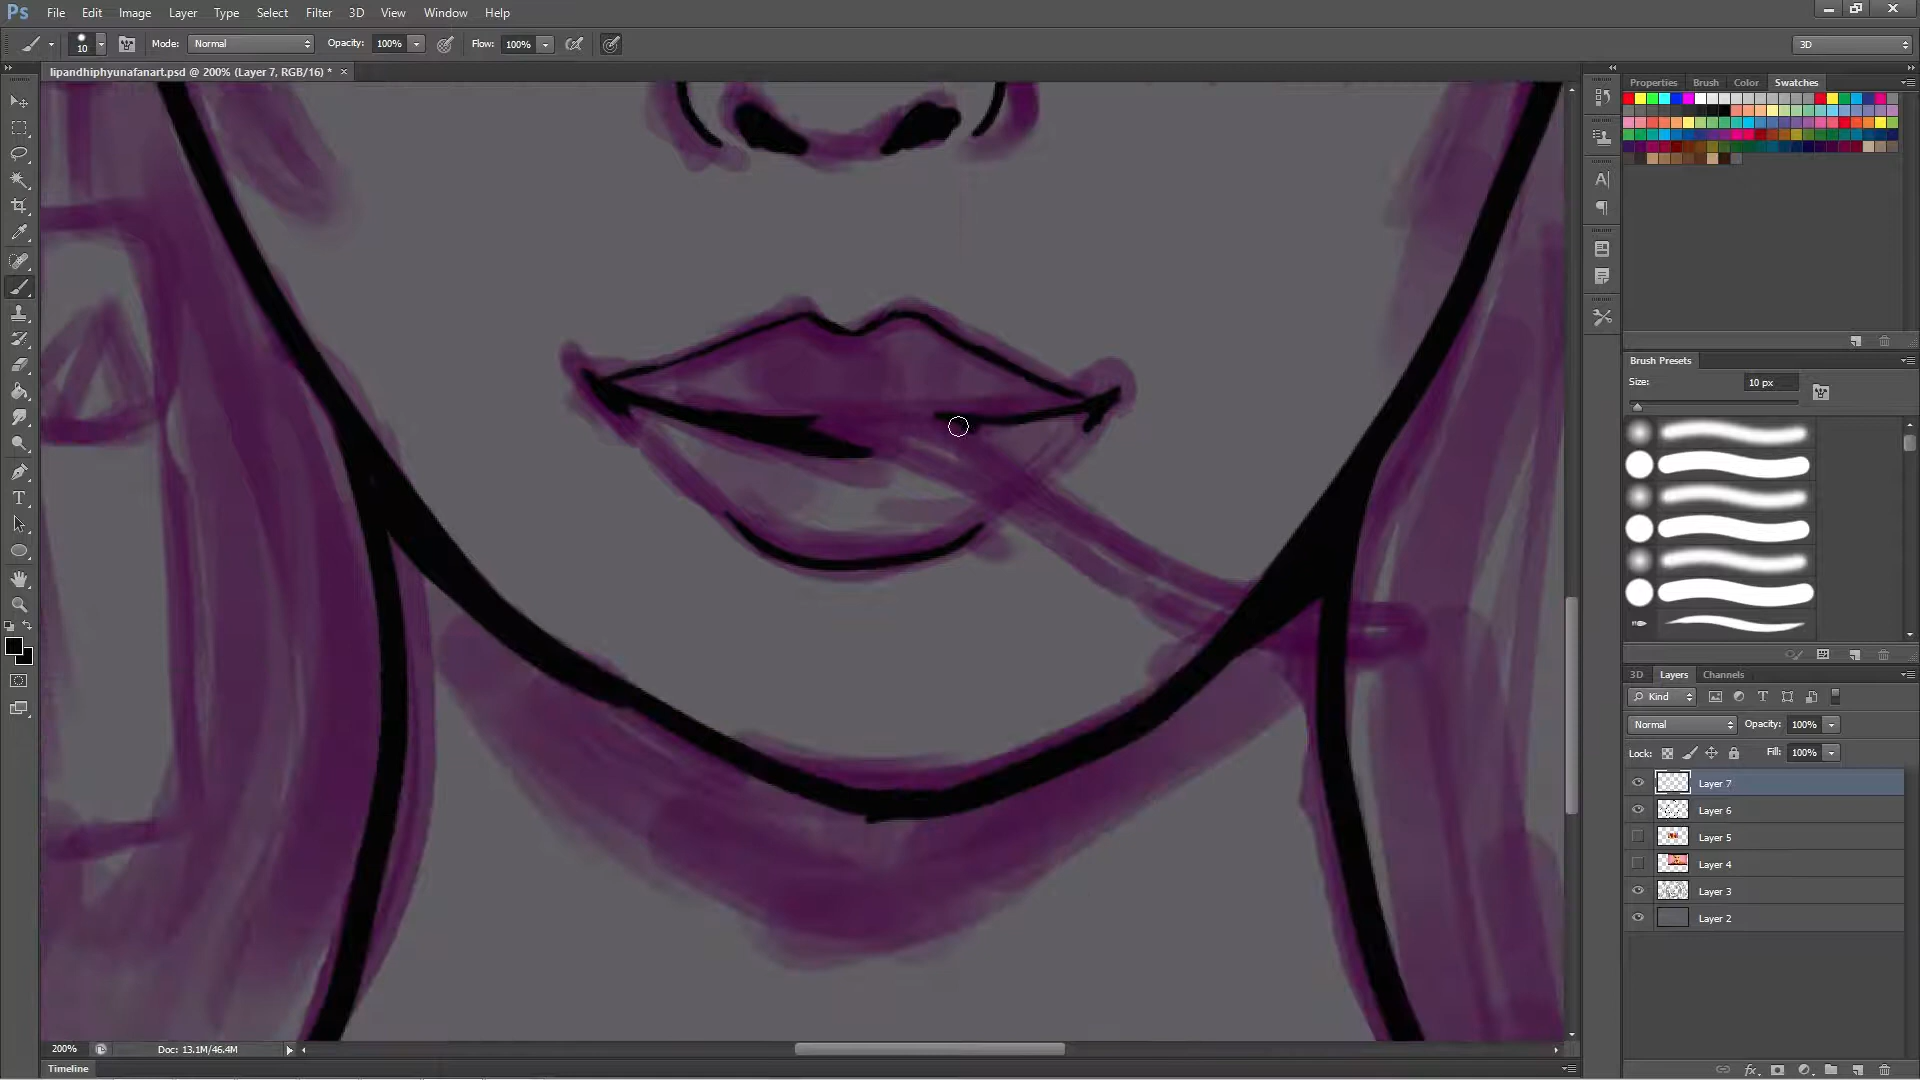 Ps File Edit Image Layer Type Select Filter 3D View Window Help
10 Mode: Normal Opacity: 100% Flow: 100% 3D
lipandhiphyunafanart.psd @ 200% (Layer 7, RGB/16) * ×
Properties Brush Color Swatches
Brush Presets
Size: 10 px
3D Layers Channels
Kind
Normal Opacity: 100%
Lock: Fill: 100%
Layer 7
Layer 6
Layer 5
Layer 4
Layer 3
Layer 2
200% Doc: 13.1M/46.4M
Timeline